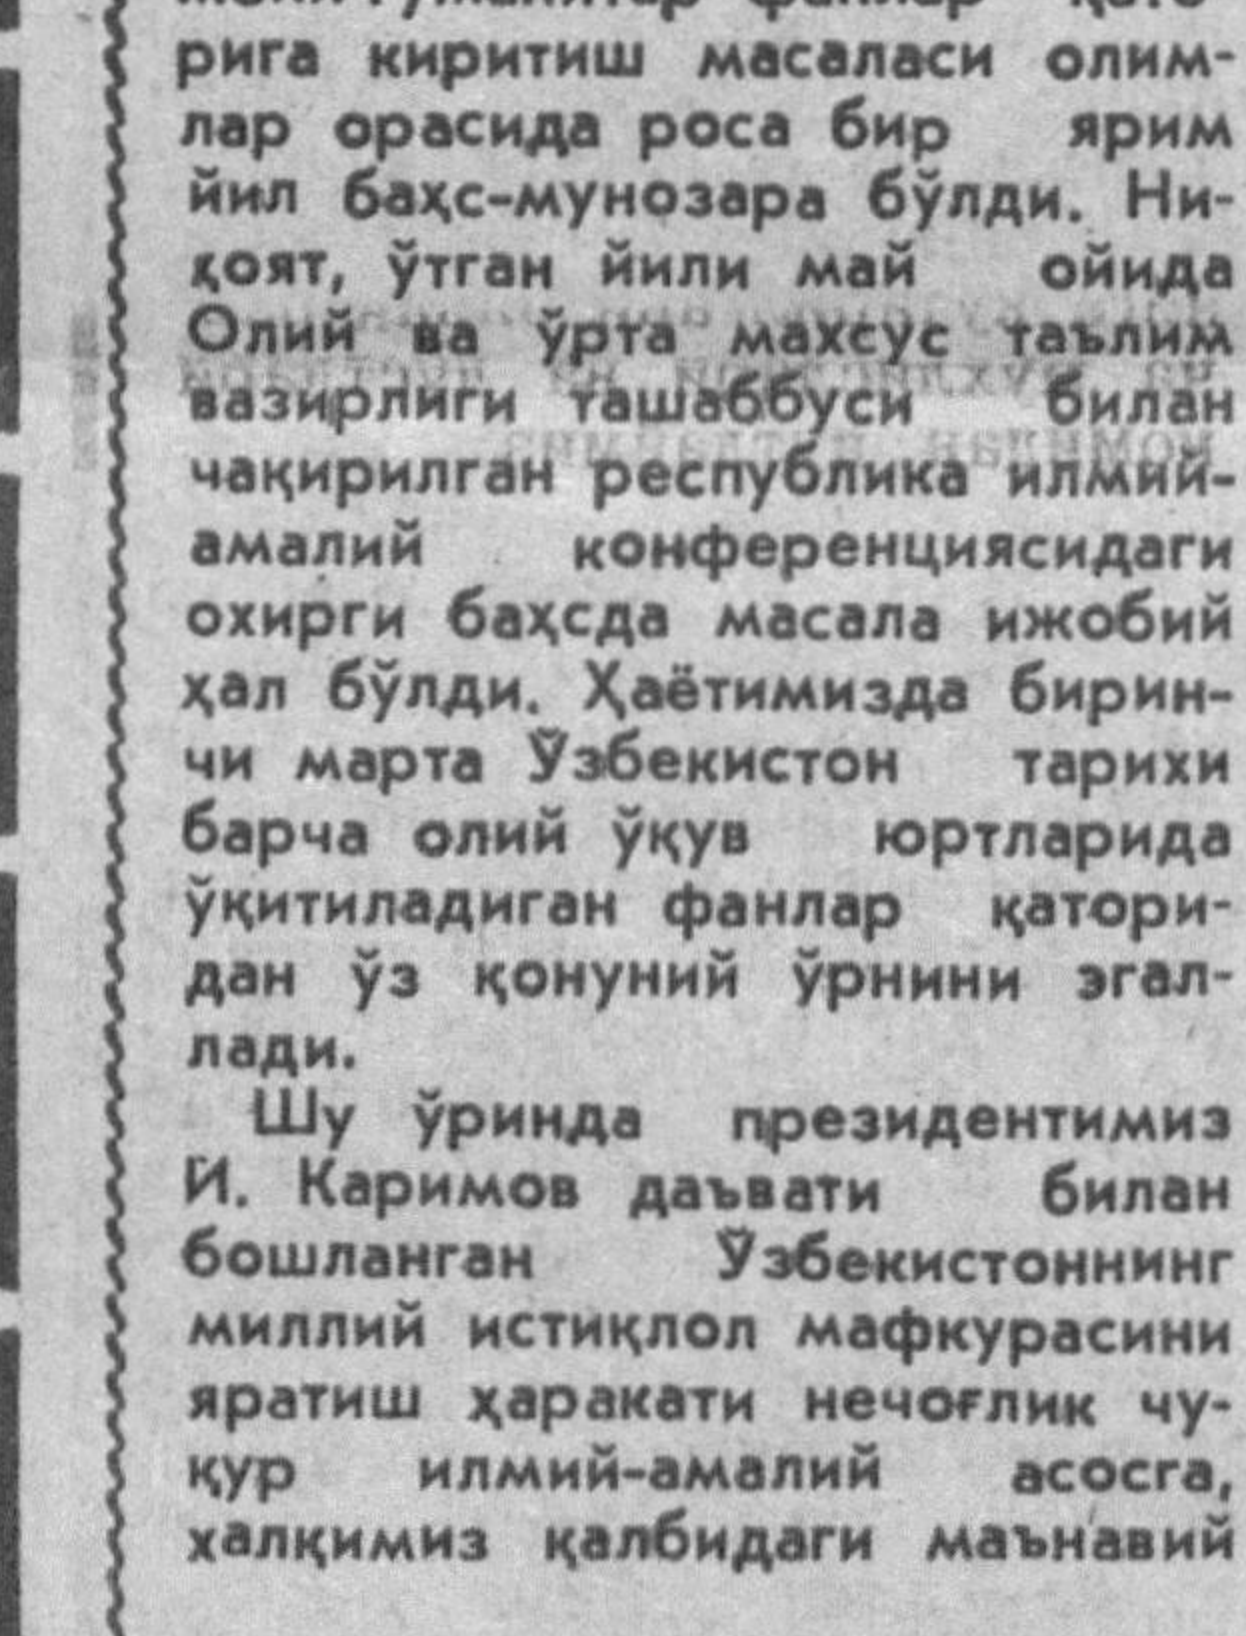 рига киритиш масаласи олим-
лар орасида роса бир ярим
йил баҳс-мунозара бўлди. Ни-
ҳоят, ўтган йили май ойида
Олий ва ўрта махсус таълим
вазирлиги ташаббуси билан
чақирилган республика илмий-
амалий конференциясидаги
охирги баҳсда масала ижобий
ҳал бўлди. Ҳаётимизда бирин-
чи марта Ўзбекистон тарихи
барча олий ўқув юртларида
ўқитиладиган фанлар қатори-
дан ўз қонуний ўрнини эгал-
лади.
Шу ўринда президентимиз
И. Каримов даъвати билан
бошланган Ўзбекистоннинг
миллий истиқлол мафкурасини
яратиш ҳаракати нечоғлик чу-
қур илмий-амалий асосга,
халқимиз қалбидаги маънавий